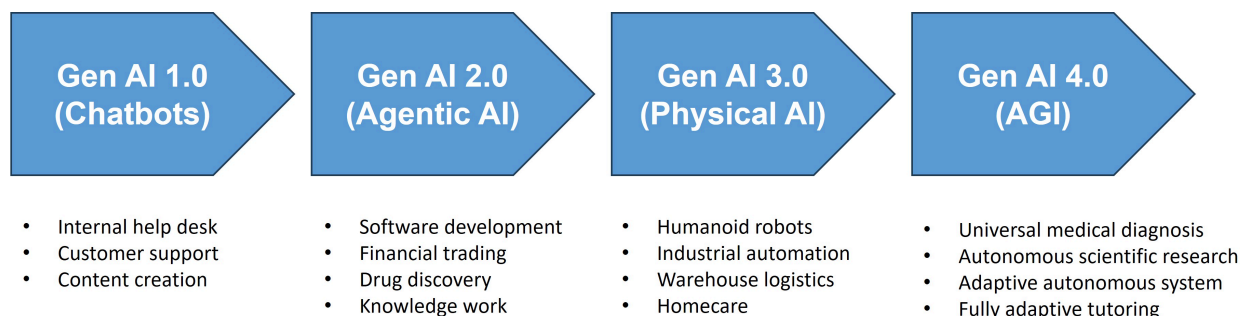 Gen AI 1.0
(Chatbots)
Gen AI 2.0
(Agentic AI)
Gen AI 3.0
(Physical AI)
Gen AI 4.0
(AGI)
• Internal help desk
• Customer support
• Content creation
• Software development
• Financial trading
• Drug discovery
• Knowledge work
• Humanoid robots
• Industrial automation
• Warehouse logistics
• Homecare
• Universal medical diagnosis
• Autonomous scientific research
• Adaptive autonomous system
• Fully adaptive tutoring